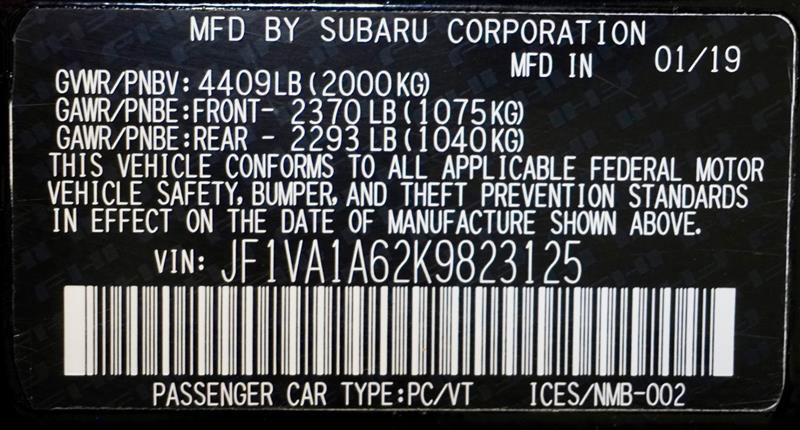 MFD BY SUBARU CORPORATION
MFD IN 01/19
GVWR/PNBV: 4409LB(2000KG)
GAWR/PNBE:FRONT- 2370 LB(1075KG)
GAWR/PNBE:REAR - 2293 LB(1040KG)
THIS VEHICLE CONFORMS TO ALL APPLICABLE FEDERAL MOTOR
VEHICLE SAFETY, BUMPER, AND THEFT PREVENTION STANDARDS
IN EFFECT ON THE DATE OF MANUFACTURE SHOWN ABOVE.
VIN: JF1VA1A62K9823125
PASSENGER CAR TYPE:PC/VT ICES/NMB-002